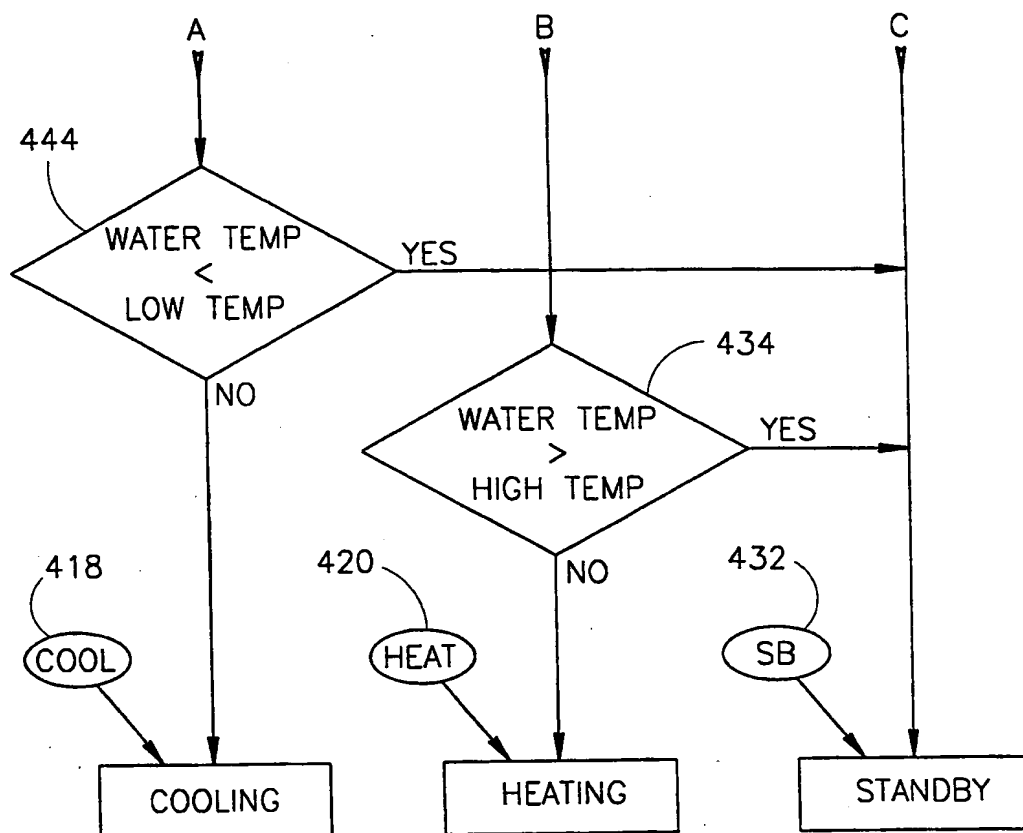 A
B
C
444
WATER TEMP
<
LOW TEMP
YES
NO
434
WATER TEMP
>
HIGH TEMP
YES
NO
418
COOL
420
HEAT
432
SB
COOLING
HEATING
STANDBY